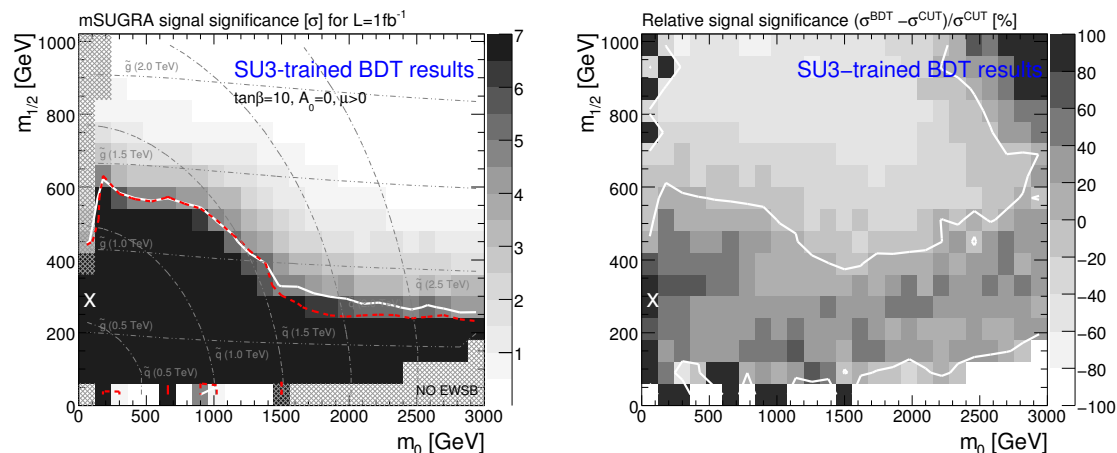 mSUGRA signal significance [σ] for L=1fb⁻¹
m₁/₂ [GeV]
1000
800
600
400
200
0
SU3-trained BDT results
tanβ=10, A₀=0, μ>0
g̃ (2.0 TeV)
g̃ (1.5 TeV)
g̃ (1.0 TeV)
g̃ (0.5 TeV)
q̃ (2.5 TeV)
q̃ (1.5 TeV)
q̃ (1.0 TeV)
q̃ (0.5 TeV)
X
NO EWSB
0 500 1000 1500 2000 2500 3000
m₀ [GeV]
7
6
5
4
3
2
1
Relative signal significance (σᴮᴰᵀ -σᶜᵁᵀ)/σᶜᵁᵀ [%]
m₁/₂ [GeV]
1000
800
600
400
200
0
SU3-trained BDT results
X
0 500 1000 1500 2000 2500 3000
m₀ [GeV]
100
80
60
40
20
0
-20
-40
-60
-80
-100